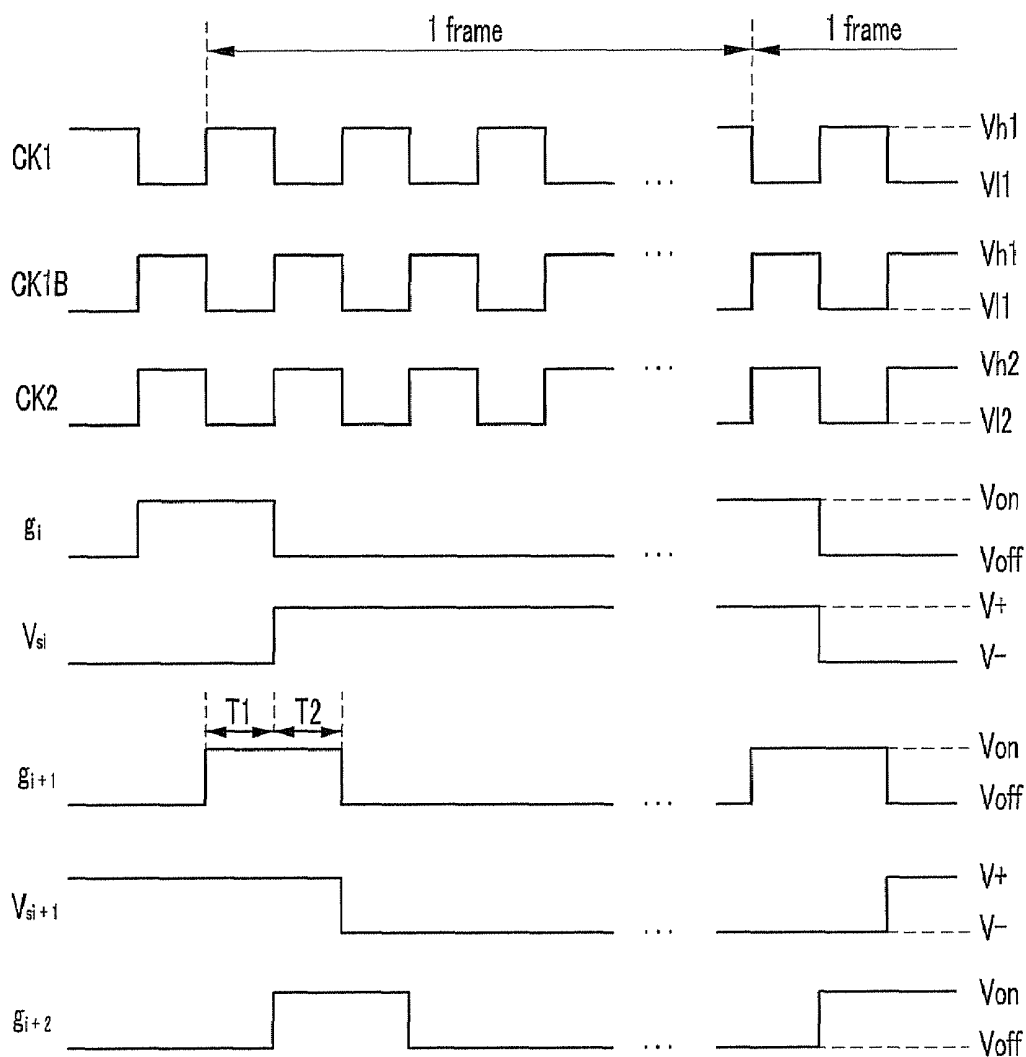 1 frame
1 frame
CK1
Vh1
Vl1
···
CK1B
Vh1
Vl1
···
CK2
Vh2
Vl2
···
gi
Von
Voff
···
Vsi
V+
V-
T1
T2
gi+1
Von
Voff
···
Vsi+1
V+
V-
···
gi+2
Von
Voff
···